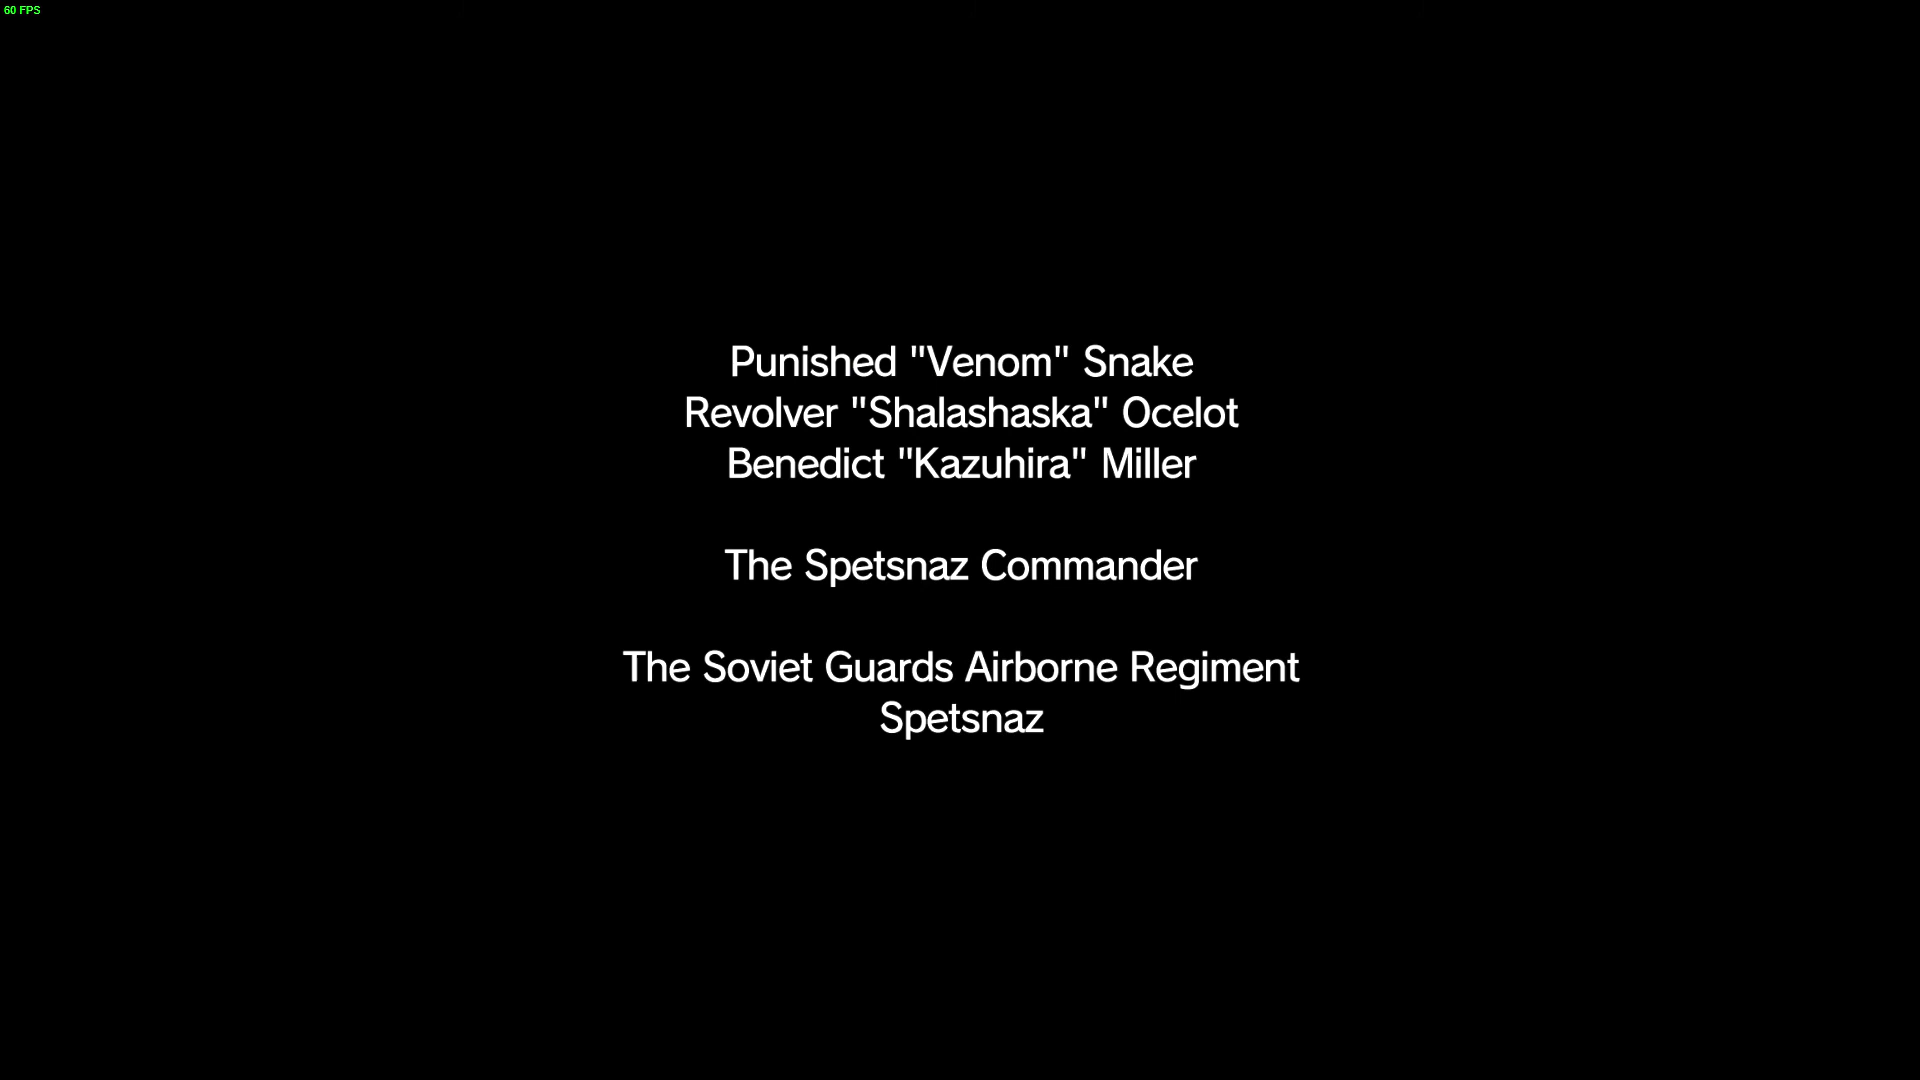 60 FPS
Punished "Venom" Snake
Revolver "Shalashaska" Ocelot
Benedict "Kazuhira" Miller
The Spetsnaz Commander
The Soviet Guards Airborne Regiment
Spetsnaz